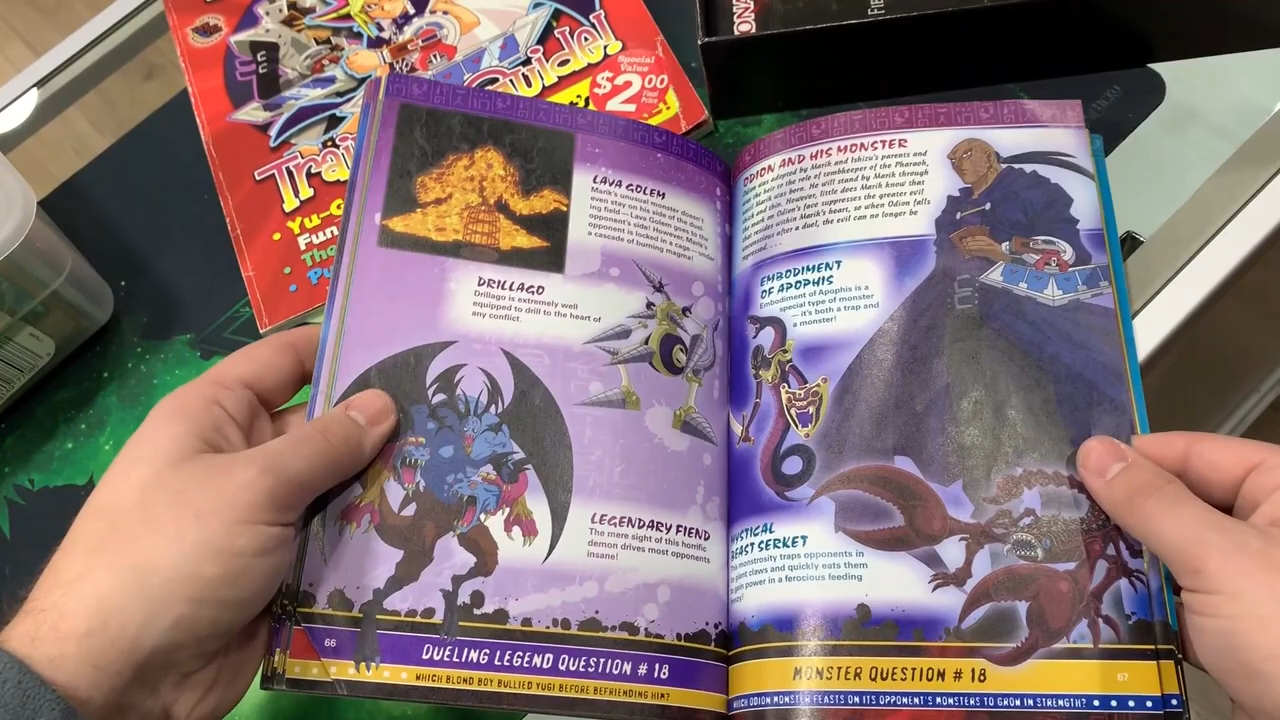 Guide!
Special
Value
$2.00
Final
Price
Trai
• Yu-G
Fun
• The
• Pu
LAVA GOLEM
Marik's unusual monster doesn't
even stay on his side of the duel-
ing field—Lava Golem goes to the
opponent's side! However, Marik's
opponent is locked in a cage—under
a cascade of burning magma!
DRILLAGO
Drillago is extremely well
equipped to drill to the heart of
any conflict.
LEGENDARY FIEND
The mere sight of this horrific
demon drives most opponents
insane!
66
DUELING LEGEND QUESTION # 18
WHICH BLOND BOY BULLIED YUGI BEFORE BEFRIENDING HIM?
ODION AND HIS MONSTER
was adopted by Marik and Ishizu's parents and
was the heir to the role of tombkeeper of the Pharaoh,
Marik was born. He will stand by Marik through
thick and thin. However, little does Marik know that
the mark on Odion's face suppresses the greater evil
that resides within Marik's heart, so when Odion falls
unconscious after a duel, the evil can no longer be
repressed. . . .
EMBODIMENT
OF APOPHIS
Embodiment of Apophis is a
special type of monster
— it's both a trap and
a monster!
MYSTICAL
BEAST SERKET
This monstrosity traps opponents in
its giant claws and quickly eats them
to gain power in a ferocious feeding
frenzy!
MONSTER QUESTION # 18
67
WHICH ODION MONSTER FEASTS ON ITS OPPONENT'S MONSTERS TO GROW IN STRENGTH?